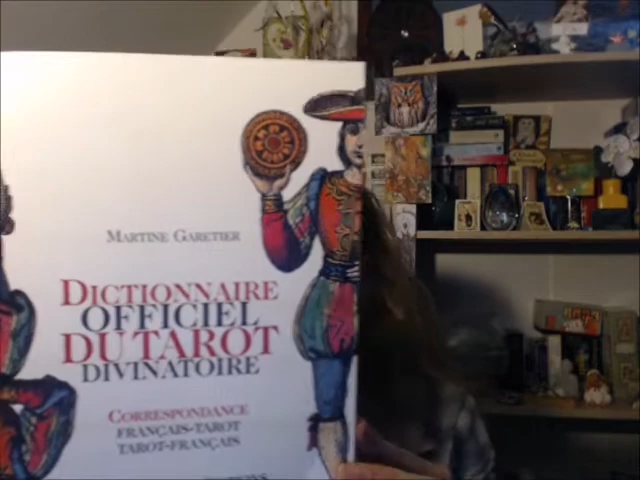 MARTINE GARETIER
DICTIONNAIRE
OFFICIEL
DU TAROT
DIVINATOIRE
CORRESPONDANCE
FRANÇAIS-TAROT
TAROT-FRANÇAIS